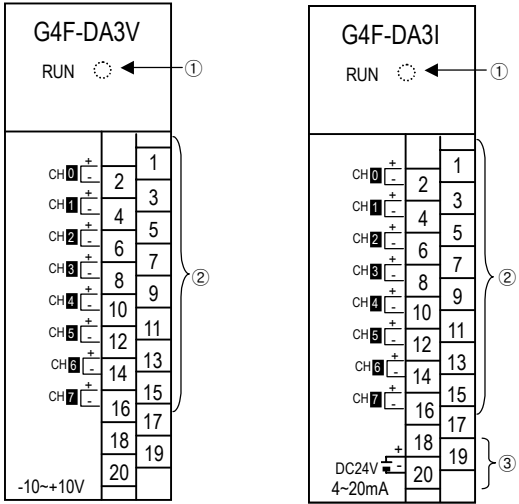 G4F-DA3V
RUN ①
1
CH0 + -
2
3
CH1 + -
4
5
CH2 + -
6
7
CH3 + -
8
9
CH4 + -
10
11
CH5 + -
12
13
CH6 + -
14
15
CH7 + -
16
17
18
19
20
②
-10~+10V
G4F-DA3I
RUN ①
1
CH0 + -
2
3
CH1 + -
4
5
CH2 + -
6
7
CH3 + -
8
9
CH4 + -
10
11
CH5 + -
12
13
CH6 + -
14
15
CH7 + -
16
17
②
18
19
DC24V + -
20
③
4~20mA